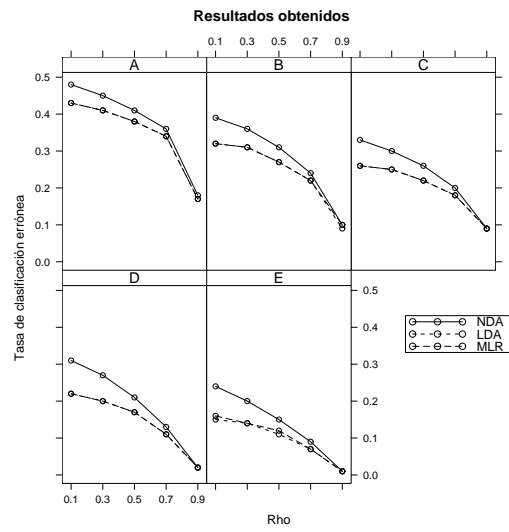 Resultados obtenidos
0.1 0.3 0.5 0.7 0.9
A B C
0.5
0.4
0.3
0.2
0.1
0.0
Tasa de clasificación errónea
D E
0.5
0.4
0.3
0.2
0.1
0.0
NDA
LDA
MLR
0.1 0.3 0.5 0.7 0.9
Rho